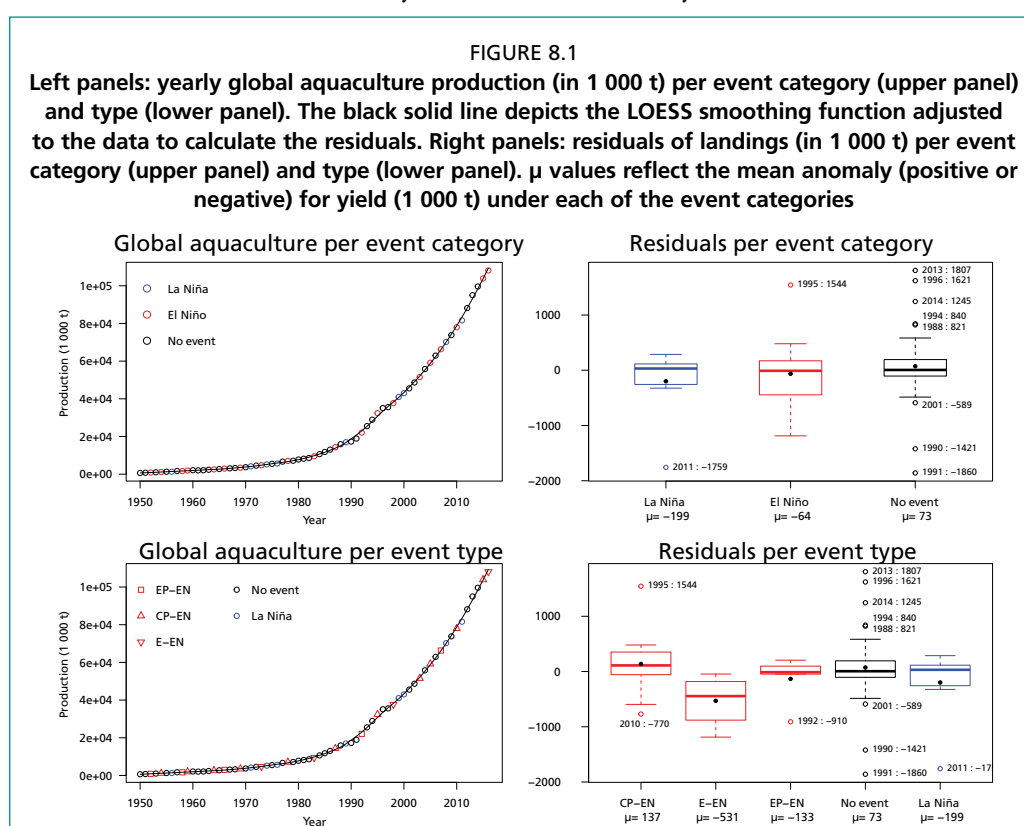 FIGURE 8.1
Left panels: yearly global aquaculture production (in 1 000 t) per event category (upper panel)
and type (lower panel). The black solid line depicts the LOESS smoothing function adjusted
to the data to calculate the residuals. Right panels: residuals of landings (in 1 000 t) per event
category (upper panel) and type (lower panel). µ values reflect the mean anomaly (positive or
negative) for yield (1 000 t) under each of the event categories
Global aquaculture per event category
Production (1 000 t)
1e+05
8e+04
6e+04
4e+04
2e+04
0e+00
La Niña
El Niño
No event
1950 1960 1970 1980 1990 2000 2010
Year
Residuals per event category
1000
0
−1000
−2000
2011 : −1759
1995 : 1544
2013 : 1807
1996 : 1621
2014 : 1245
1994 : 840
1988 : 821
2001 : −589
1990 : −1421
1991 : −1860
La Niña El Niño No event
µ= −199 µ= −64 µ= 73
Global aquaculture per event type
Production (1 000 t)
1e+05
8e+04
6e+04
4e+04
2e+04
0e+00
EP−EN No event
CP−EN La Niña
E−EN
1950 1960 1970 1980 1990 2000 2010
Year
Residuals per event type
1000
0
−1000
−2000
1995 : 1544
2010 : −770
1992 : −910
2013 : 1807
1996 : 1621
2014 : 1245
1994 : 840
1988 : 821
2001 : −589
1990 : −1421
1991 : −1860
2011 : −17
CP−EN E−EN EP−EN No event La Niña
µ= 137 µ= −531 µ= −133 µ= 73 µ= −199